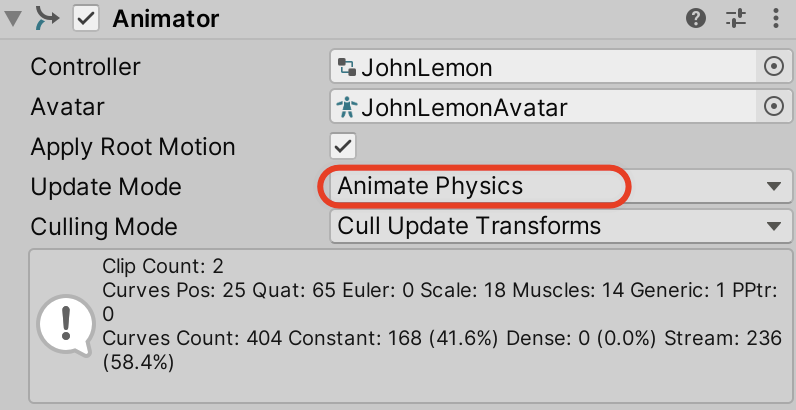 Animator
Controller JohnLemon
Avatar JohnLemonAvatar
Apply Root Motion
Update Mode Animate Physics
Culling Mode Cull Update Transforms
Clip Count: 2
Curves Pos: 25 Quat: 65 Euler: 0 Scale: 18 Muscles: 14 Generic: 1 PPtr:
0
Curves Count: 404 Constant: 168 (41.6%) Dense: 0 (0.0%) Stream: 236
(58.4%)